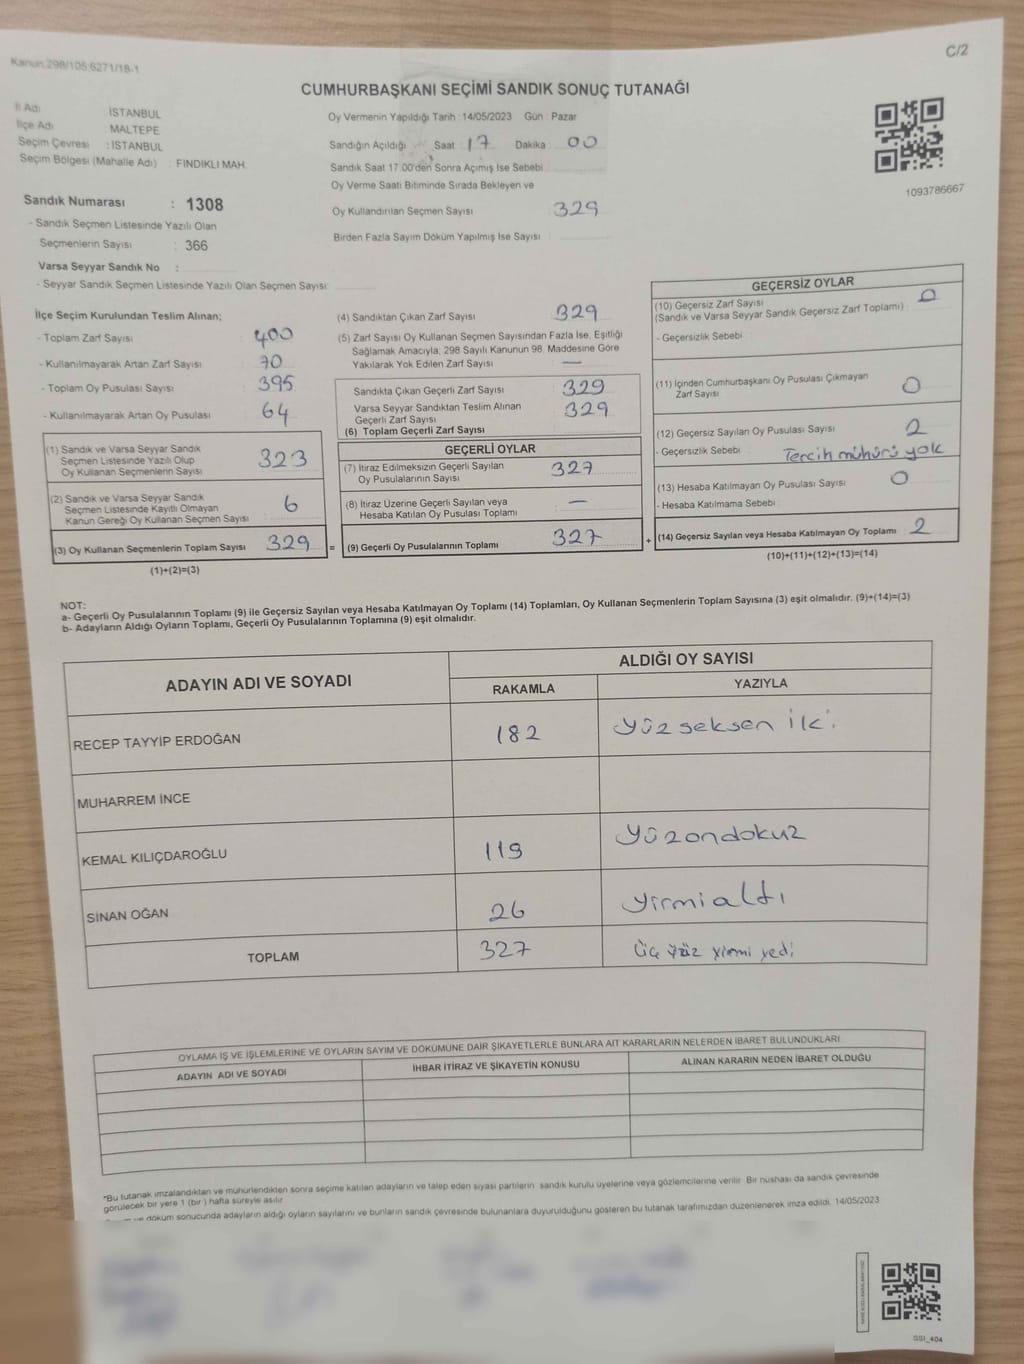 Kanun:298/105;6271/18-1
C/2
CUMHURBAŞKANI SEÇİMİ SANDIK SONUÇ TUTANAĞI
İl Adı : İSTANBUL
İlçe Adı : MALTEPE
Seçim Çevresi : İSTANBUL
Seçim Bölgesi (Mahalle Adı) : FINDIKLI MAH.
Oy Vermenin Yapıldığı Tarih :14/05/2023 Gün : Pazar
Sandığın Açıldığı Saat : 17 Dakika : 00
Sandık Saat 17:00'den Sonra Açımış İse Sebebi
Oy Verme Saati Bitiminde Sırada Bekleyen ve
Oy Kullandırılan Seçmen Sayısı : 329
Birden Fazla Sayım Döküm Yapılmış İse Sayısı :
1093786667
Sandık Numarası : 1308
- Sandık Seçmen Listesinde Yazılı Olan
Seçmenlerin Sayısı : 366
Varsa Seyyar Sandık No :
- Seyyar Sandık Seçmen Listesinde Yazılı Olan Seçmen Sayısı:
İlçe Seçim Kurulundan Teslim Alınan;
- Toplam Zarf Sayısı : 400
- Kullanılmayarak Artan Zarf Sayısı : 70
- Toplam Oy Pusulası Sayısı : 395
- Kullanılmayarak Artan Oy Pusulası : 64
(1) Sandık ve Varsa Seyyar Sandık
Seçmen Listesinde Yazılı Olup
Oy Kullanan Seçmenlerin Sayısı : 323
(2) Sandık ve Varsa Seyyar Sandık
Seçmen Listesinde Kayıtlı Olmayan
Kanun Gereği Oy Kullanan Seçmen Sayısı : 6
(3) Oy Kullanan Seçmenlerin Toplam Sayısı : 329
(1)+(2)=(3)
(4) Sandıktan Çıkan Zarf Sayısı : 329
(5) Zarf Sayısı Oy Kullanan Seçmen Sayısından Fazla İse, Eşitliği
Sağlamak Amacıyla, 298 Sayılı Kanunun 98. Maddesine Göre
Yakılarak Yok Edilen Zarf Sayısı : —
Sandıkta Çıkan Geçerli Zarf Sayısı : 329
Varsa Seyyar Sandıktan Teslim Alınan
Geçerli Zarf Sayısı : 329
(6) Toplam Geçerli Zarf Sayısı
GEÇERLİ OYLAR
(7) İtiraz Edilmeksizin Geçerli Sayılan
Oy Pusulalarının Sayısı : 327
(8) İtiraz Üzerine Geçerli Sayılan veya
Hesaba Katılan Oy Pusulası Toplamı : —
= (9) Geçerli Oy Pusulalarının Toplamı : 327
GEÇERSİZ OYLAR
(10) Geçersiz Zarf Sayısı : 0
(Sandık ve Varsa Seyyar Sandık Geçersiz Zarf Toplamı)
- Geçersizlik Sebebi :
(11) İçinden Cumhurbaşkanı Oy Pusulası Çıkmayan
Zarf Sayısı : 0
(12) Geçersiz Sayılan Oy Pusulası Sayısı : 2
- Geçersizlik Sebebi : Tercih mühürü yok
(13) Hesaba Katılmayan Oy Pusulası Sayısı : 0
- Hesaba Katılmama Sebebi :
+ (14) Geçersiz Sayılan veya Hesaba Katılmayan Oy Toplamı : 2
(10)+(11)+(12)+(13)=(14)
NOT:
a- Geçerli Oy Pusulalarının Toplamı (9) ile Geçersiz Sayılan veya Hesaba Katılmayan Oy Toplamı (14) Toplamları, Oy Kullanan Seçmenlerin Toplam Sayısına (3) eşit olmalıdır. (9)+(14)=(3)
b- Adayların Aldığı Oyların Toplamı, Geçerli Oy Pusulalarının Toplamına (9) eşit olmalıdır.
ADAYIN ADI VE SOYADI
ALDIĞI OY SAYISI
RAKAMLA YAZIYLA
RECEP TAYYİP ERDOĞAN 182 Yüz seksen iki
MUHARREM İNCE
KEMAL KILIÇDAROĞLU 119 Yüzondokuz
SİNAN OĞAN 26 Yirmialtı
TOPLAM 327 Üç yüz yirmi yedi
OYLAMA İŞ VE İŞLEMLERİNE VE OYLARIN SAYIM VE DÖKÜMÜNE DAİR ŞİKAYETLERLE BUNLARA AİT KARARLARIN NELERDEN İBARET BULUNDUKLARI
ADAYIN ADI VE SOYADI İHBAR İTİRAZ VE ŞİKAYETİN KONUSU ALINAN KARARIN NEDEN İBARET OLDUĞU
*Bu tutanak imzalandıktan ve mühürlendikten sonra seçime katılan adayların ve talep eden siyasi partilerin sandık kurulu üyelerine veya gözlemcilerine verilir. Bir nüshası da sandık çevresinde
görülecek bir yere 1 (bir ) hafta süreyle asılır.
ve döküm sonucunda adayların aldığı oyların sayılarını ve bunların sandık çevresinde bulunanlara duyurulduğunu gösteren bu tutanak tarafımızdan düzenlenerek imza edildi. 14/05/2023
GSI_404